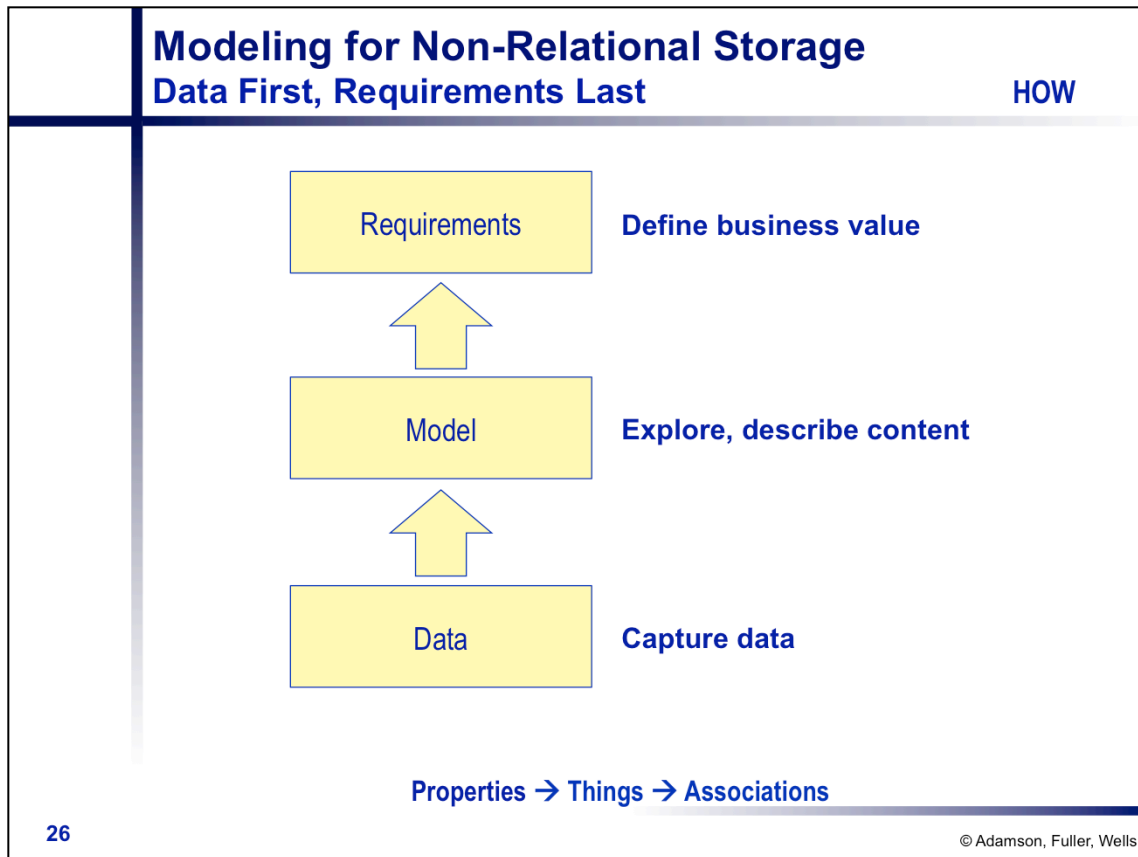 Modeling for Non-Relational Storage
Data First, Requirements Last
HOW
Requirements
Define business value
Model
Explore, describe content
Data
Capture data
Properties → Things → Associations
26
© Adamson, Fuller, Wells